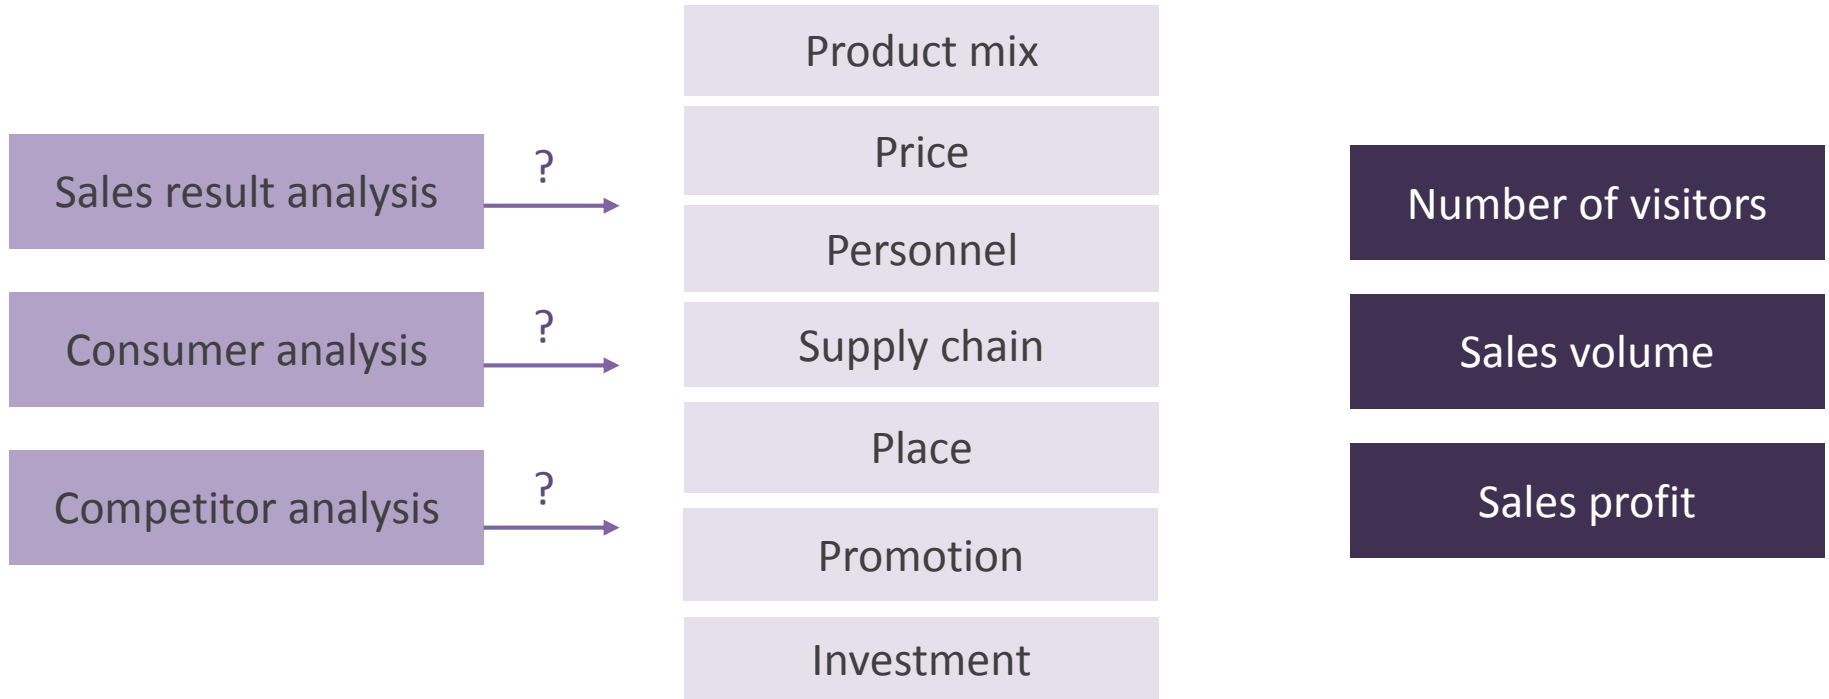 Sales result analysis
?
Consumer analysis
?
Competitor analysis
?
Product mix
Price
Personnel
Supply chain
Place
Promotion
Investment
Number of visitors
Sales volume
Sales profit